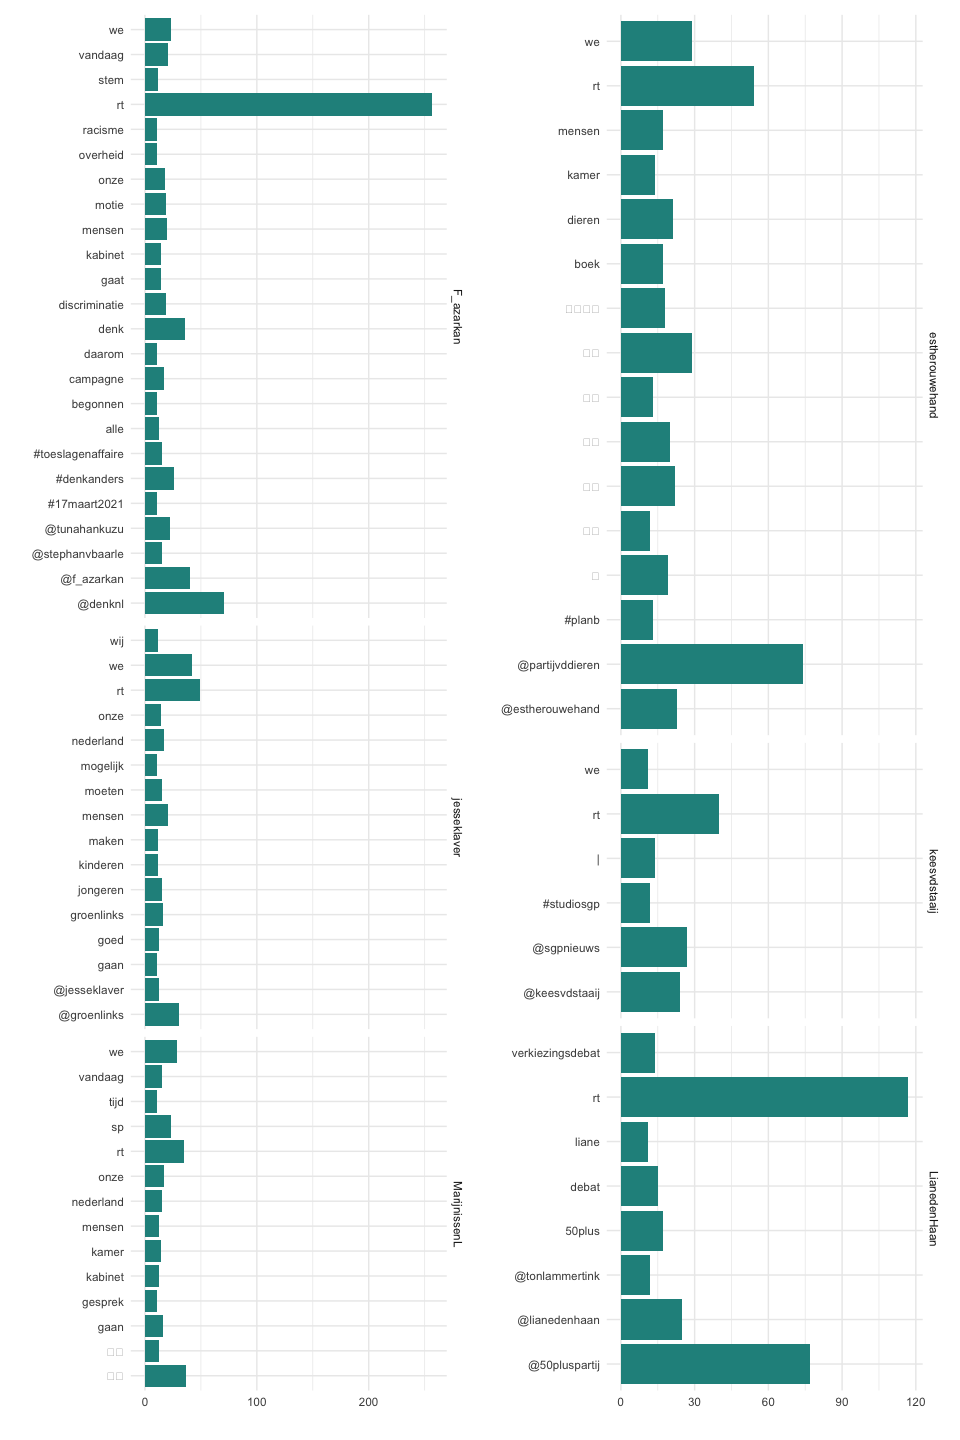 we
vandaag
stem
rt
racisme
overheid
onze
motie
mensen
kabinet
gaat
discriminatie
denk
daarom
campagne
begonnen
alle
#toeslagenaffaire
#denkanders
#17maart2021
@tunahankuzu
@stephanvbaarle
@f_azarkan
@denknl
F_azarkan
wij
we
rt
onze
nederland
mogelijk
moeten
mensen
maken
kinderen
jongeren
groenlinks
goed
gaan
@jesseklaver
@groenlinks
jesseklaver
we
vandaag
tijd
sp
rt
onze
nederland
mensen
kamer
kabinet
gesprek
gaan
MarijnissenL
0 100 200
we
rt
mensen
kamer
dieren
boek
#planb
@partijvddieren
@estherouwehand
estherouwehand
we
rt
|
#studiosgp
@sgpnieuws
@keesvdstaaij
keesvdstaaij
verkiezingsdebat
rt
liane
debat
50plus
@tonlammertink
@lianedenhaan
@50pluspartij
LianedenHaan
0 30 60 90 120